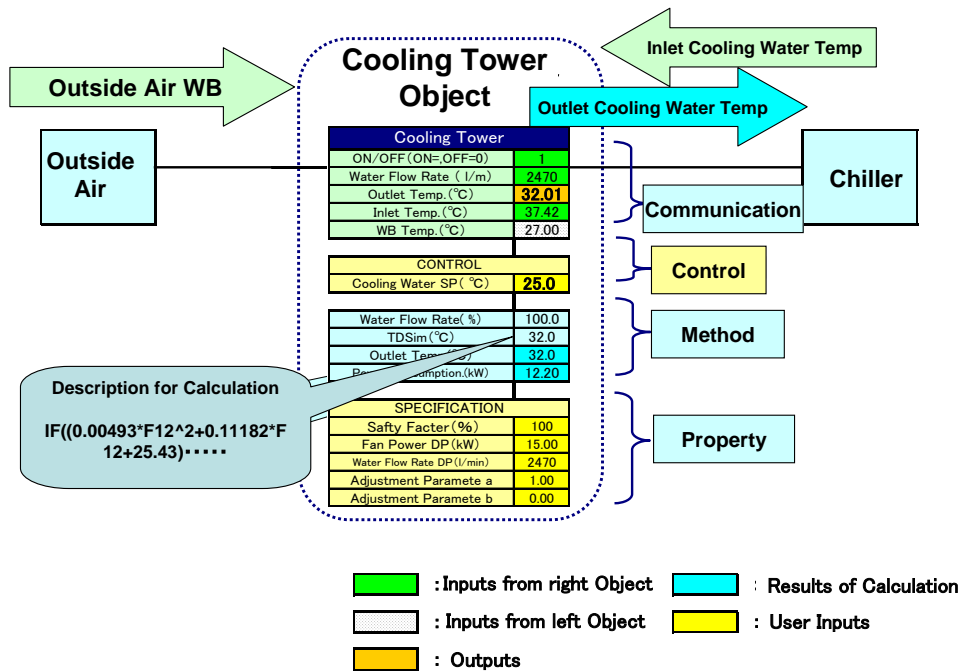 Cooling Tower
Object
Inlet Cooling Water Temp
Outside Air WB
Outlet Cooling Water Temp
Outside
Air
Chiller
Cooling Tower
ON/OFF(ON=,OFF=0) 1
Water Flow Rate ( l/m) 2470
Outlet Temp.(℃) 32.01
Inlet Temp.(℃) 37.42
WB Temp.(℃) 27.00
Communication
CONTROL
Cooling Water SP( ℃) 25.0
Control
Water Flow Rate( %) 100.0
TDSim(℃) 32.0
Outlet Temp.(℃) 32.0
(kW) 12.20
Method
Description for Calculation
IF((0.00493*F12^2+0.11182*F
12+25.43)･････
SPECIFICATION
Safty Facter(%) 100
Fan Power DP(kW) 15.00
Water Flow Rate DP(l/min) 2470
Adjustment Paramete a 1.00
Adjustment Paramete b 0.00
Property
:Inputs from right Object
: Results of Calculation
: Inputs from left Object
: User Inputs
: Outputs